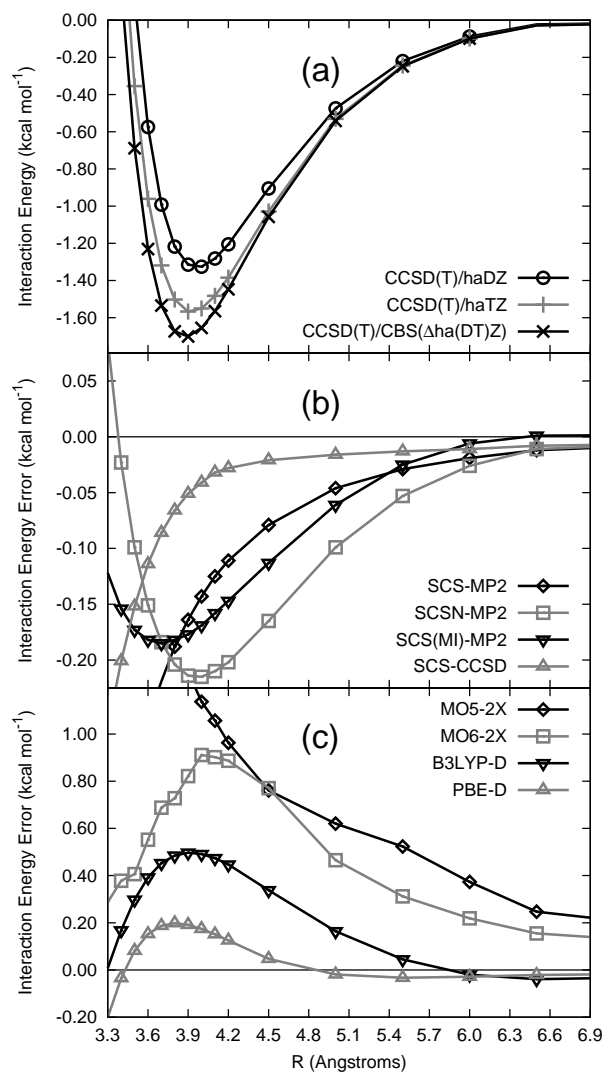 0.00
-0.20
-0.40
-0.60
-0.80
-1.00
-1.20
-1.40
-1.60
Interaction Energy (kcal mol-1)
(a)
CCSD(T)/haDZ
CCSD(T)/haTZ
CCSD(T)/CBS(Δha(DT)Z)
0.05
0.00
-0.05
-0.10
-0.15
-0.20
Interaction Energy Error (kcal mol-1)
(b)
SCS-MP2
SCSN-MP2
SCS(MI)-MP2
SCS-CCSD
1.00
0.80
0.60
0.40
0.20
0.00
-0.20
Interaction Energy Error (kcal mol-1)
(c)
MO5-2X
MO6-2X
B3LYP-D
PBE-D
3.3 3.6 3.9 4.2 4.5 4.8 5.1 5.4 5.7 6.0 6.3 6.6 6.9
R (Angstroms)